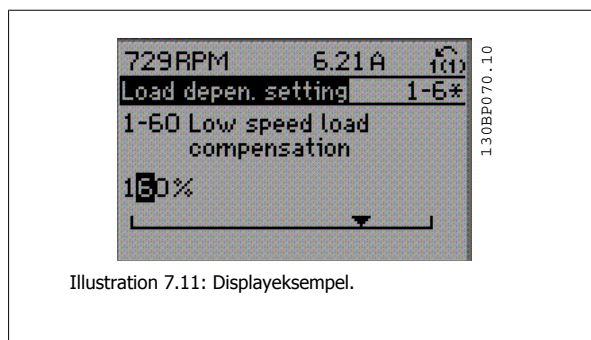 729RPM 6.21A 1(1)
Load depen. setting 1-6*
1-60 Low speed load
compensation
160%
130BP070.10
Illustration 7.11: Displayeksempel.